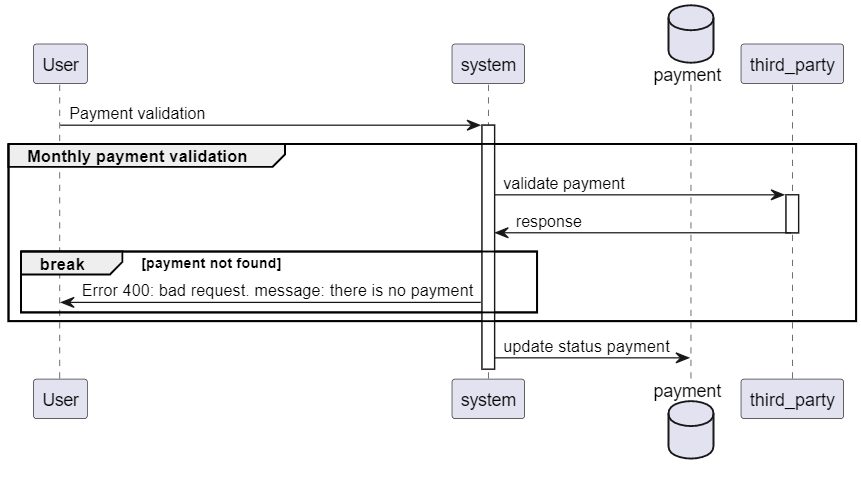 User
system
payment
third_party
Payment validation
Monthly payment validation
validate payment
response
break
[payment not found]
Error 400: bad request. message: there is no payment
update status payment
User
system
payment
third_party